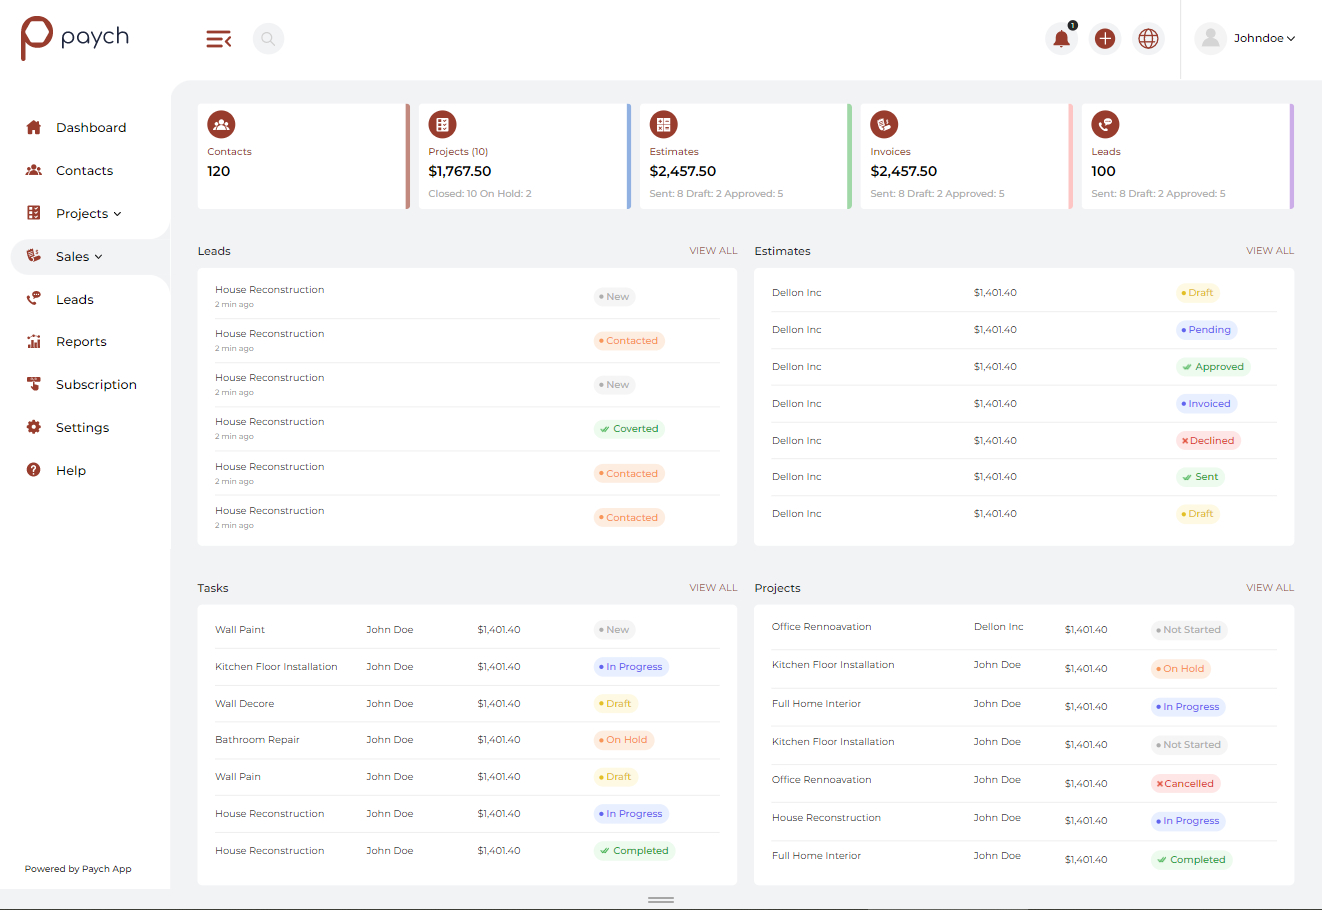 paych
1
Johndoe
Dashboard
Contacts
Projects
Sales
Leads
Reports
Subscription
Settings
Help
Powered by Paych App
Contacts
120
Projects (10)
$1,767.50
Closed: 10 On Hold: 2
Estimates
$2,457.50
Sent: 8 Draft: 2 Approved: 5
Invoices
$2,457.50
Sent: 8 Draft: 2 Approved: 5
Leads
100
Sent: 8 Draft: 2 Approved: 5
Leads VIEW ALL
House Reconstruction New
2 min ago
House Reconstruction Contacted
2 min ago
House Reconstruction New
2 min ago
House Reconstruction Coverted
2 min ago
House Reconstruction Contacted
2 min ago
House Reconstruction Contacted
2 min ago
Estimates VIEW ALL
Dellon Inc $1,401.40 Draft
Dellon Inc $1,401.40 Pending
Dellon Inc $1,401.40 Approved
Dellon Inc $1,401.40 Invoiced
Dellon Inc $1,401.40 Declined
Dellon Inc $1,401.40 Sent
Dellon Inc $1,401.40 Draft
Tasks VIEW ALL
Wall Paint John Doe $1,401.40 New
Kitchen Floor Installation John Doe $1,401.40 In Progress
Wall Decore John Doe $1,401.40 Draft
Bathroom Repair John Doe $1,401.40 On Hold
Wall Pain John Doe $1,401.40 Draft
House Reconstruction John Doe $1,401.40 In Progress
House Reconstruction John Doe $1,401.40 Completed
Projects VIEW ALL
Office Rennoavation Dellon Inc $1,401.40 Not Started
Kitchen Floor Installation John Doe $1,401.40 On Hold
Full Home Interior John Doe $1,401.40 In Progress
Kitchen Floor Installation John Doe $1,401.40 Not Started
Office Rennoavation John Doe $1,401.40 Cancelled
House Reconstruction John Doe $1,401.40 In Progress
Full Home Interior John Doe $1,401.40 Completed